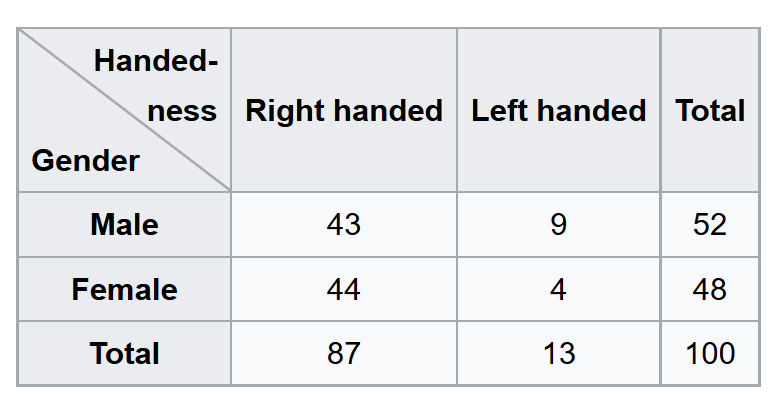 Handed-
ness
Gender
Right handed Left handed Total
Male 43 9 52
Female 44 4 48
Total 87 13 100